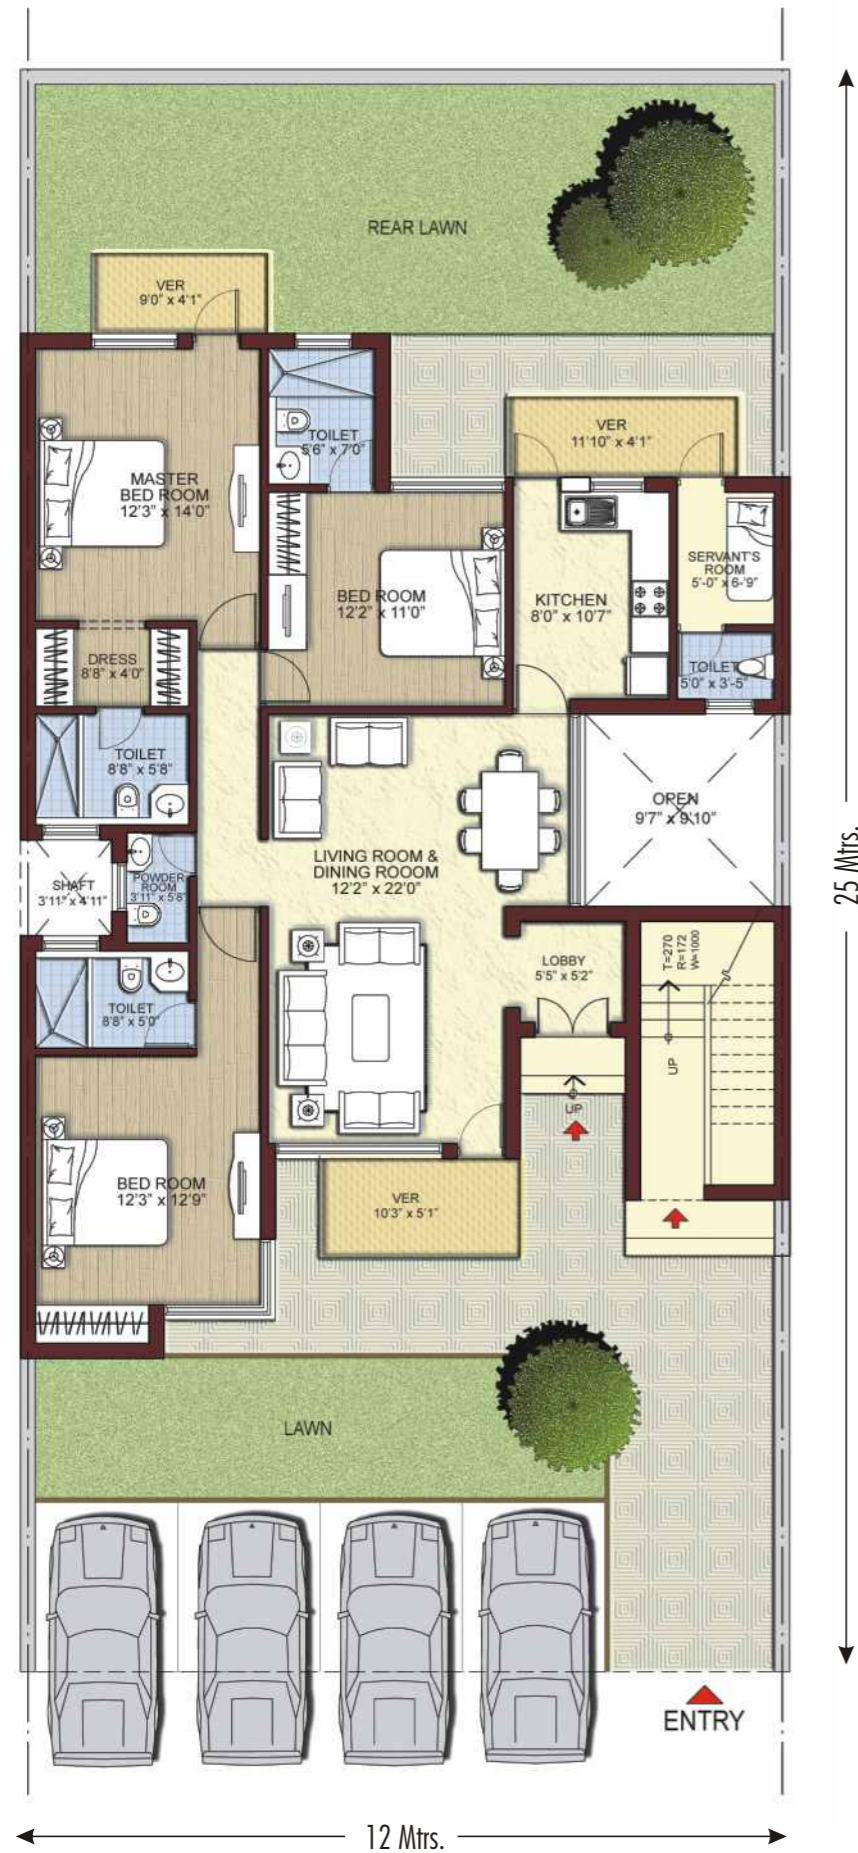 REAR LAWN
VER
9'0" x 4'1"
TOILET
5'6" x 7'0"
VER
11'10" x 4'1"
MASTER
BED ROOM
12'3" x 14'0"
BED ROOM
12'2" x 11'0"
KITCHEN
8'0" x 10'7"
SERVANT'S
ROOM
5'-0" x 6-'9"
DRESS
8'8" x 4'0"
TOILET
5'0" x 3'-5"
TOILET
8'8" x 5'8"
OPEN
9'7" x 9'10"
LIVING ROOM &
DINING ROOOM
12'2" x 22'0"
SHAFT
3'11" x 4'11"
POWDER
ROOM
3'11" x 5'8"
LOBBY
5'5" x 5'2"
T=270
R=172
W=1000
UP
TOILET
8'8" x 5'0"
UP
BED ROOM
12'3" x 12'9"
VER
10'3" x 5'1"
LAWN
ENTRY
25 Mtrs.
12 Mtrs.